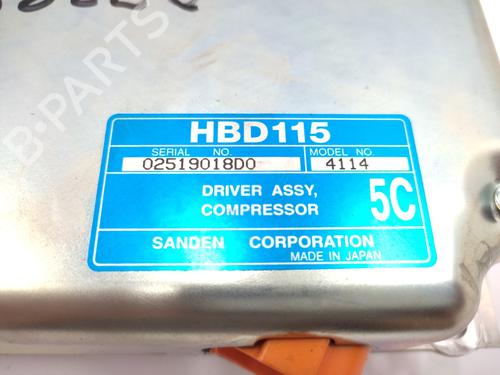 HBD115
SERIAL NO.
MODEL NO
02519018D0
4114
DRIVER ASSY,
COMPRESSOR
5C
SANDEN CORPORATION
MADE IN JAPAN
B-PARTS